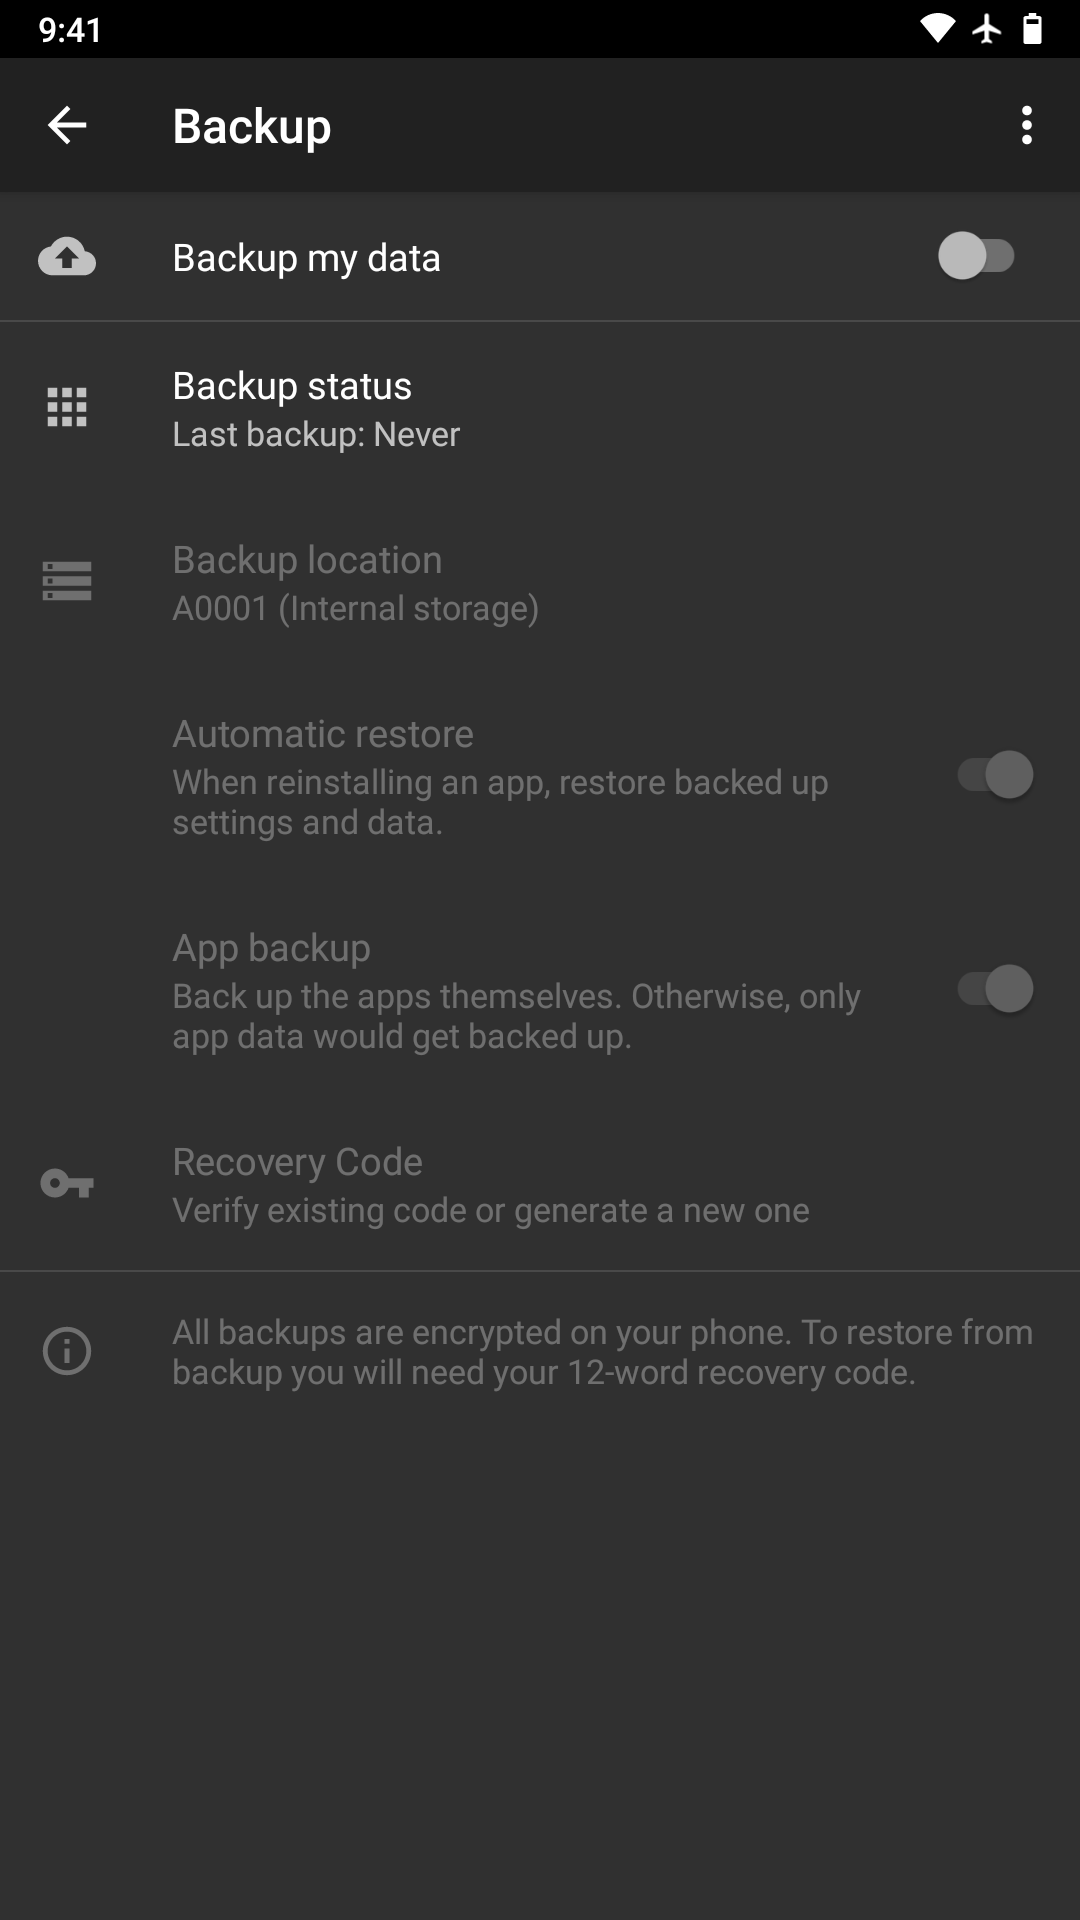 9:41
Backup
Backup my data
Backup status
Last backup: Never
Backup location
A0001 (Internal storage)
Automatic restore
When reinstalling an app, restore backed up
settings and data.
App backup
Back up the apps themselves. Otherwise, only
app data would get backed up.
Recovery Code
Verify existing code or generate a new one
All backups are encrypted on your phone. To restore from
backup you will need your 12-word recovery code.